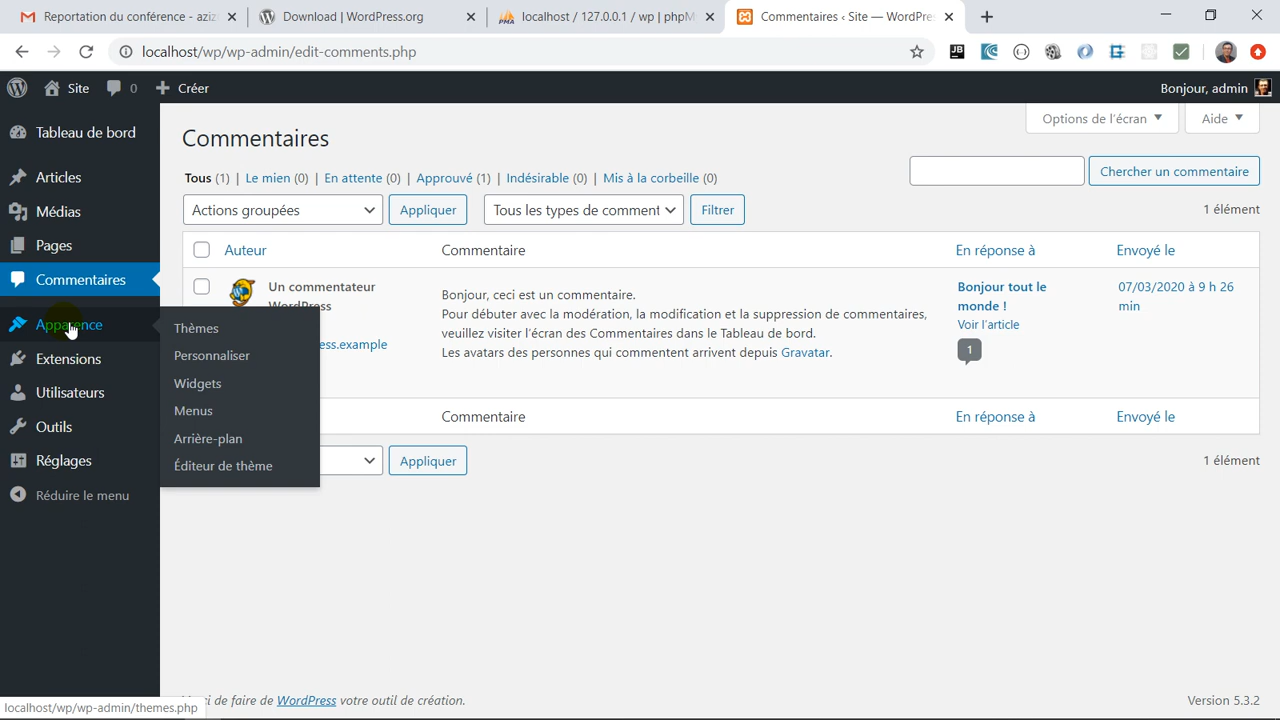 Reportation du conférence - aziz
Download | WordPress.org
localhost / 127.0.0.1 / wp | phpM
Commentaires ‹ Site — WordPre
localhost/wp/wp-admin/edit-comments.php
Site
0
Créer
Bonjour, admin
Tableau de bord
Articles
Médias
Pages
Commentaires
Apparence
Extensions
Utilisateurs
Outils
Réglages
Réduire le menu
Thèmes
Personnaliser
Widgets
Menus
Arrière-plan
Éditeur de thème
Options de l'écran
Aide
Commentaires
Tous (1) | Le mien (0) | En attente (0) | Approuvé (1) | Indésirable (0) | Mis à la corbeille (0)
Chercher un commentaire
Actions groupées
Appliquer
Tous les types de comment
Filtrer
1 élément
Auteur
Commentaire
En réponse à
Envoyé le
Un commentateur
WordPress
ess.example
Bonjour, ceci est un commentaire.
Pour débuter avec la modération, la modification et la suppression de commentaires,
veuillez visiter l'écran des Commentaires dans le Tableau de bord.
Les avatars des personnes qui commentent arrivent depuis Gravatar.
Bonjour tout le
monde !
Voir l'article
1
07/03/2020 à 9 h 26
min
Commentaire
En réponse à
Envoyé le
Appliquer
1 élément
ci de faire de WordPress votre outil de création.
Version 5.3.2
localhost/wp/wp-admin/themes.php